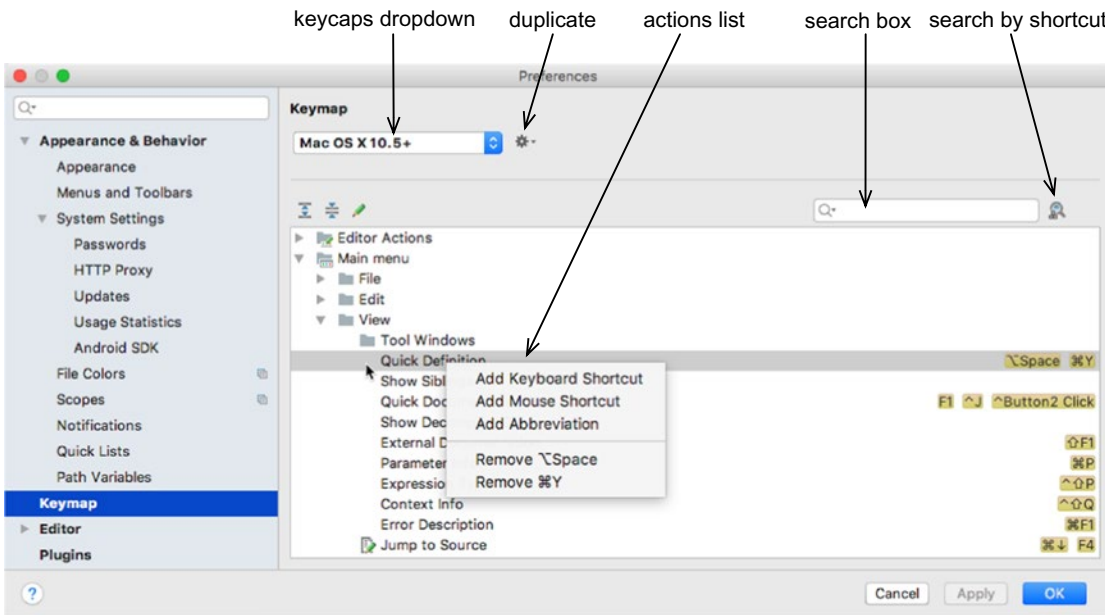 keycaps dropdown duplicate actions list search box search by shortcut
Preferences
Keymap
Appearance & Behavior
Mac OS X 10.5+
Appearance
Menus and Toolbars
System Settings
Passwords
HTTP Proxy
Updates
Usage Statistics
Android SDK
File Colors
Scopes
Notifications
Quick Lists
Path Variables
Keymap
Editor
Plugins
Editor Actions
Main menu
File
Edit
View
Tool Windows
Quick Definition ⌥Space ⌘Y
Show Sibl
Quick Doc F1 ^J ^Button2 Click
Show Dec
External D ⇧F1
Parameter ⌘P
Expression ^⇧P
Context Info ^⇧Q
Error Description ⌘F1
Jump to Source ⌘↓ F4
Add Keyboard Shortcut
Add Mouse Shortcut
Add Abbreviation
Remove ⌥Space
Remove ⌘Y
?
Cancel Apply OK